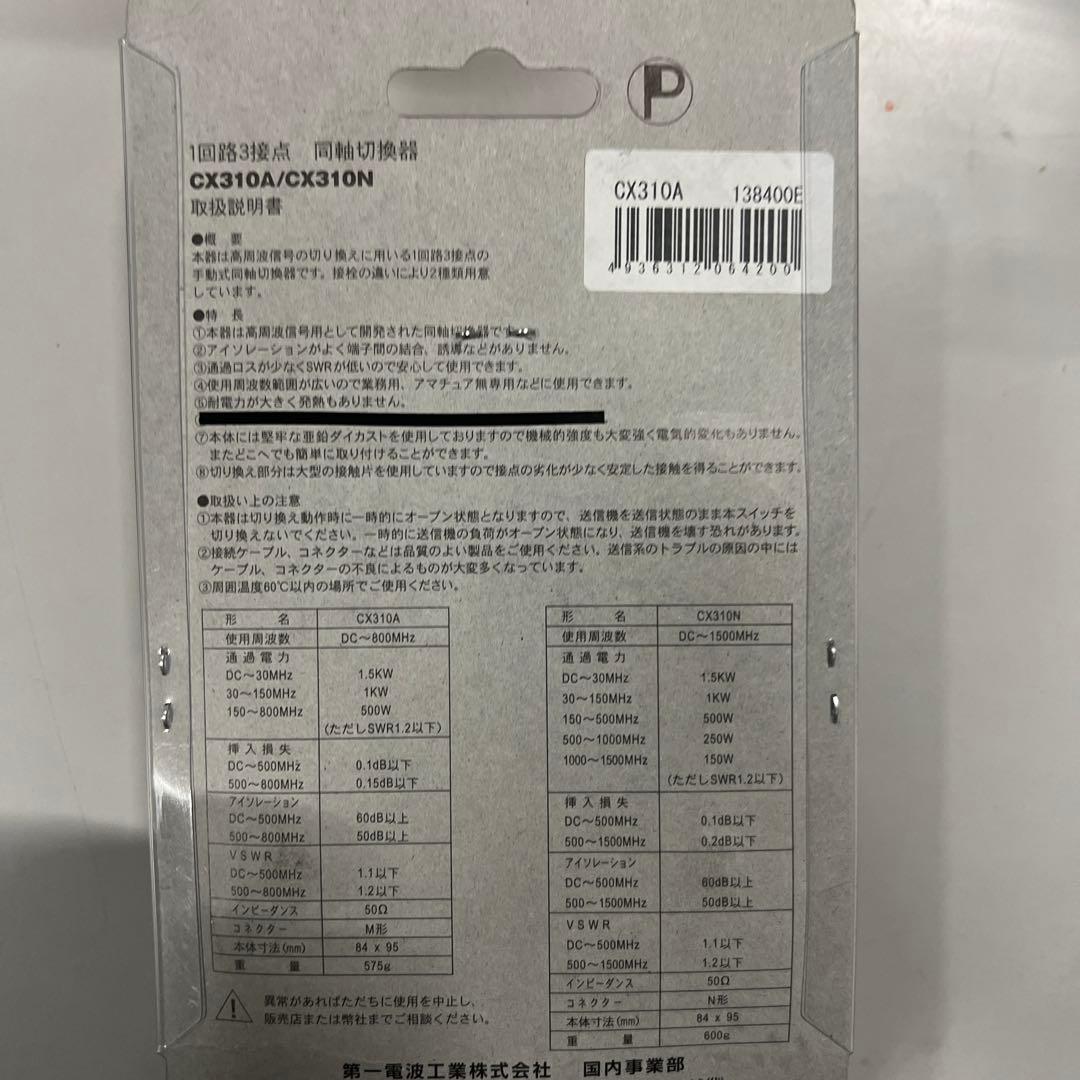 P
1回路3接点　同軸切換器
CX310A/CX310N
取扱説明書
CX310A 138400E
4936312064200
●概　要
本器は高周波信号の切り換えに用いる1回路3接点の
手動式同軸切換器です。接栓の違いにより2種類用意
しています。
●特　長
①本器は高周波信号用として開発された同軸切換器です
②アイソレーションがよく端子間の結合、誘導などがありません。
③通過ロスが少なくSWRが低いので安心して使用できます。
④使用周波数範囲が広いので業務用、アマチュア無専用などに使用できます。
⑤耐電力が大きく発熱もありません。
⑦本体には堅牢な亜鉛ダイカストを使用しておりますので機械的強度も大変強く電気的変化もありません。
またどこへでも簡単に取り付けることができます。
⑧切り換え部分は大型の接触片を使用していますので接点の劣化が少なく安定した接触を得ることができます。
●取扱い上の注意
①本器は切り換え動作時に一時的にオープン状態となりますので、送信機を送信状態のまま本スイッチを
切り換えないでください。一時的に送信機の負荷がオープン状態になり、送信機を壊す恐れがあります。
②接続ケーブル、コネクターなどは品質のよい製品をご使用ください。送信系のトラブルの原因の中には
ケーブル、コネクターの不良によるものが大変多くなっています。
③周囲温度60℃以内の場所でご使用ください。
形　名 CX310A
使用周波数 DC～800MHz
通過電力
DC～30MHz 1.5KW
30～150MHz 1KW
150～800MHz 500W
(ただしSWR1.2以下)
挿入損失
DC～500MHz 0.1dB以下
500～800MHz 0.15dB以下
アイソレーション
DC～500MHz 60dB以上
500～800MHz 50dB以上
VSWR
DC～500MHz 1.1以下
500～800MHz 1.2以下
インピーダンス 50Ω
コネクター M形
本体寸法(mm) 84 x 95
重　量 575g
形　名 CX310N
使用周波数 DC～1500MHz
通過電力
DC～30MHz 1.5KW
30～150MHz 1KW
150～500MHz 500W
500～1000MHz 250W
1000～1500MHz 150W
(ただしSWR1.2以下)
挿入損失
DC～500MHz 0.1dB以下
500～1500MHz 0.2dB以下
アイソレーション
DC～500MHz 60dB以上
500～1500MHz 50dB以上
VSWR
DC～500MHz 1.1以下
500～1500MHz 1.2以下
インピーダンス 50Ω
コネクター N形
本体寸法(mm) 84 x 95
重　量 600g
異常があればただちに使用を中止し、
販売店または幣社までご相談ください。
第一電波工業株式会社　国内事業部